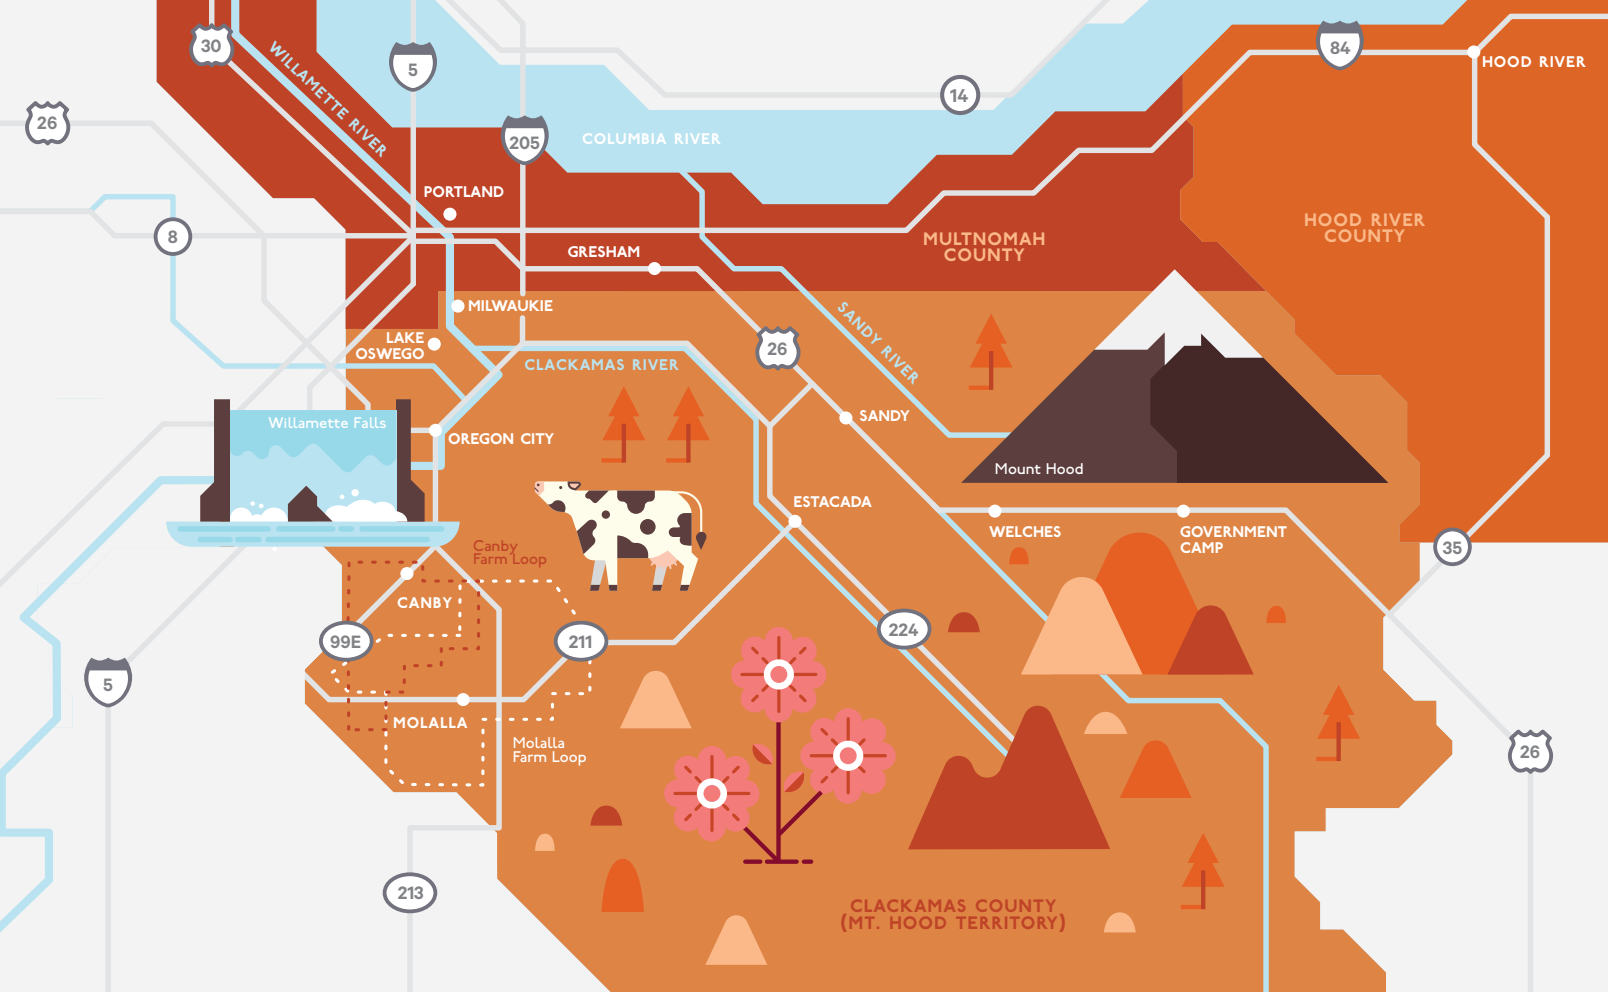 30
5
84
HOOD RIVER
14
26
WILLAMETTE RIVER
205
COLUMBIA RIVER
PORTLAND
HOOD RIVER
COUNTY
8
MULTNOMAH
COUNTY
GRESHAM
MILWAUKIE
LAKE
OSWEGO
26
SANDY RIVER
CLACKAMAS RIVER
Willamette Falls
OREGON CITY
SANDY
Mount Hood
ESTACADA
WELCHES
GOVERNMENT
CAMP
35
Canby
Farm Loop
CANBY
99E
211
224
5
MOLALLA
Molalla
Farm Loop
26
213
CLACKAMAS COUNTY
(MT. HOOD TERRITORY)